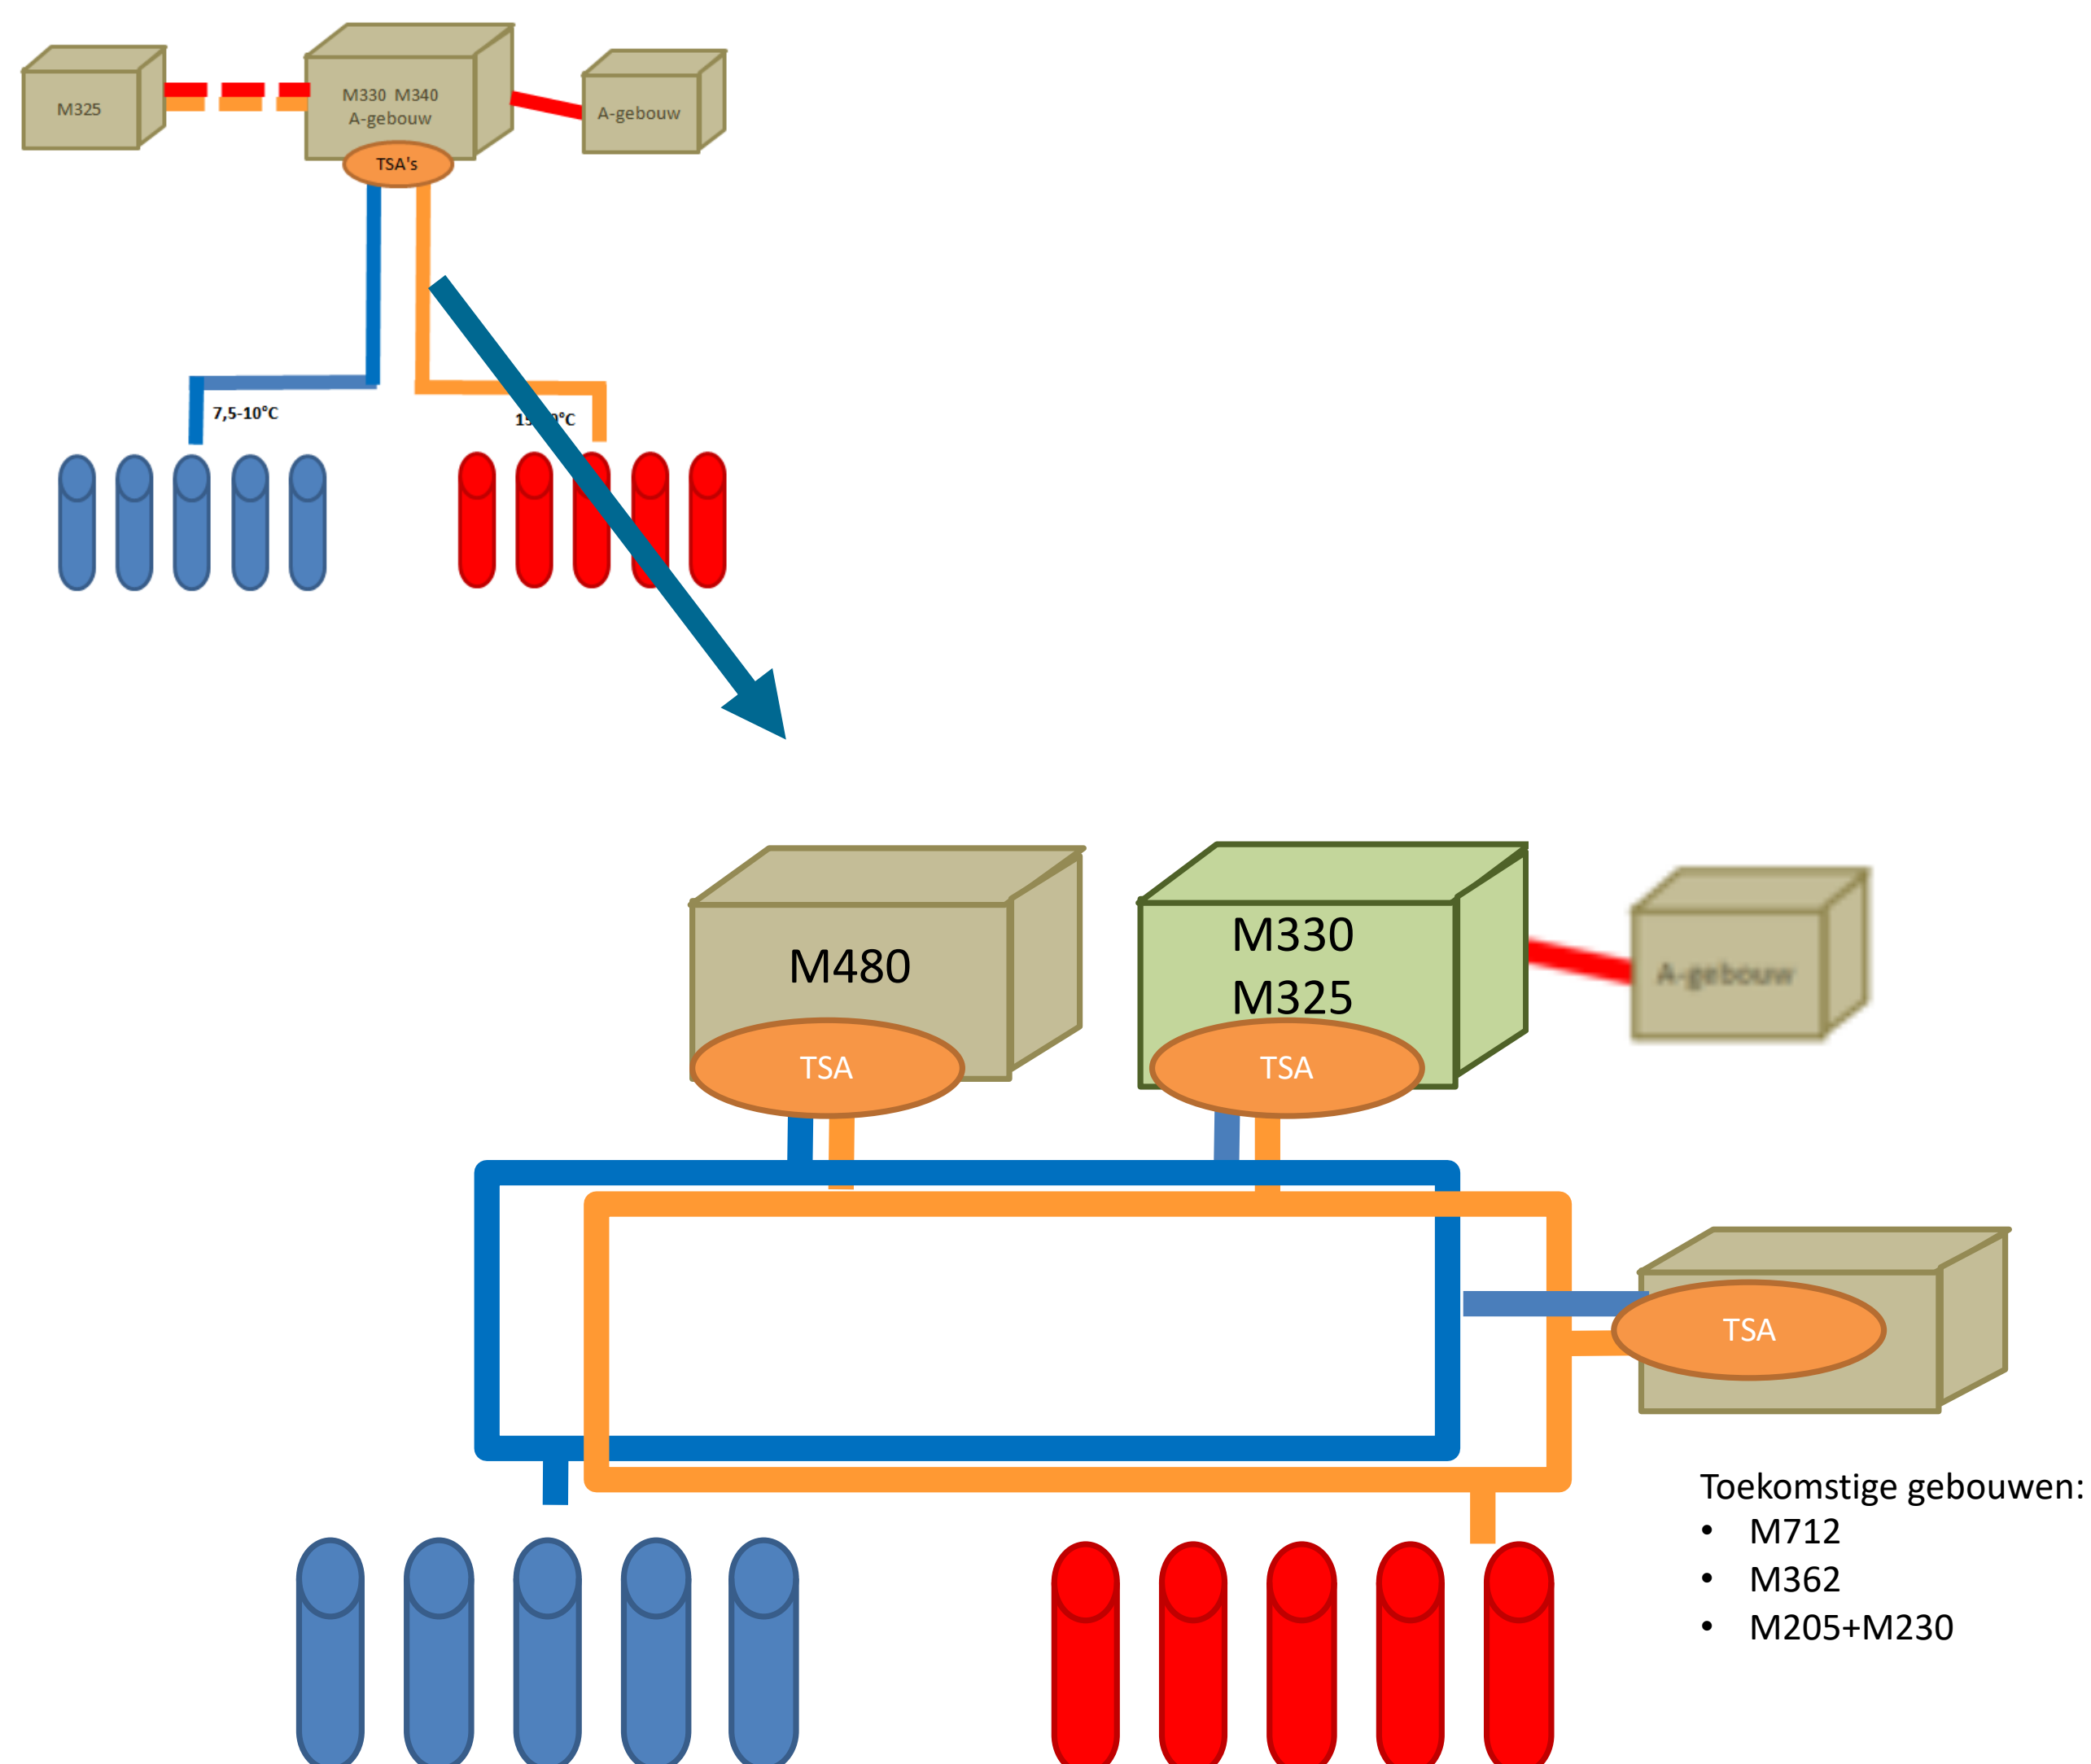 M325
M330 M340
A-gebouw
TSA's
A-gebouw
7,5-10°C
M480
TSA
M330
M325
TSA
A-gebouw
TSA
Toekomstige gebouwen:
• M712
• M362
• M205+M230